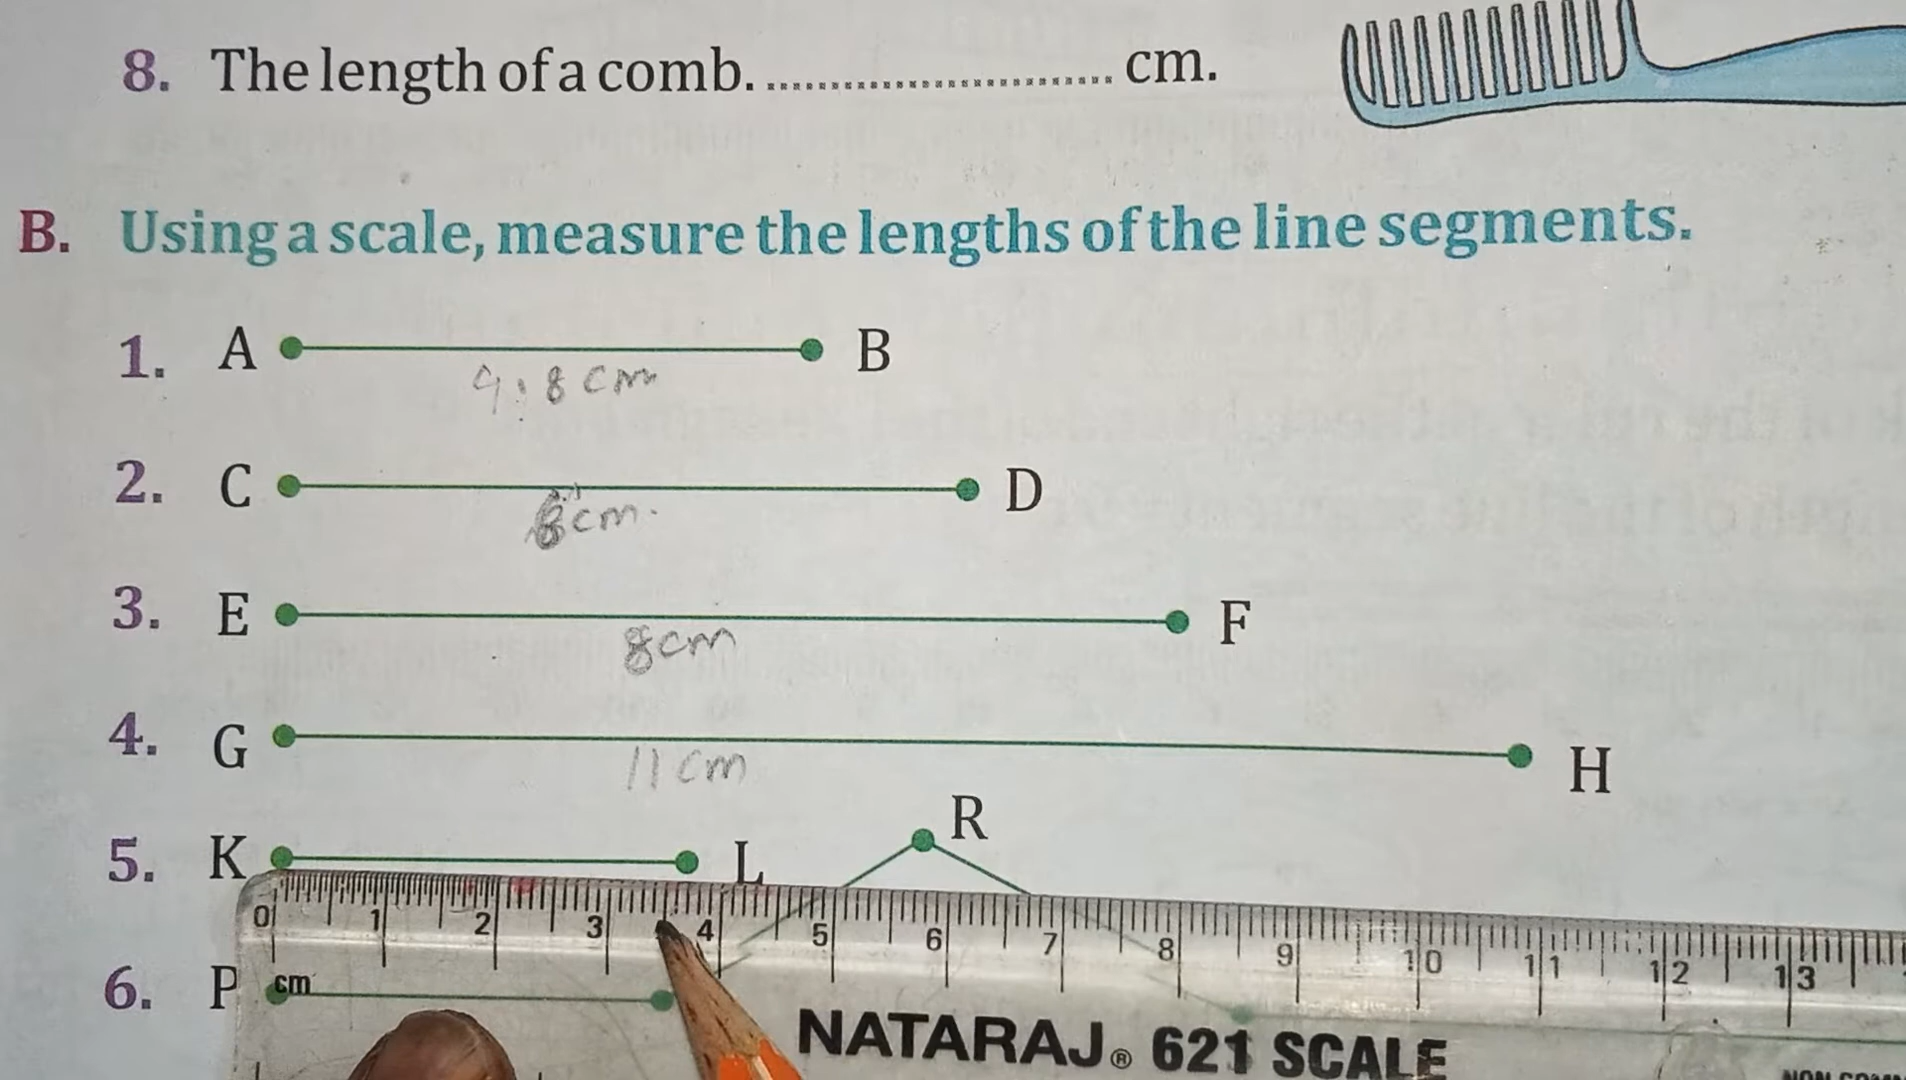 8. The length of a comb. ........................... cm.
B. Using a scale, measure the lengths of the line segments.
1. A B
4.8 cm
2. C D
cm.
3. E F
8cm
4. G H
11 cm
R
5. K L
0 1 2 3 4 5 6 7 8 9 10 11 12 13
cm
6. P
NATARAJ® 621 SCALE